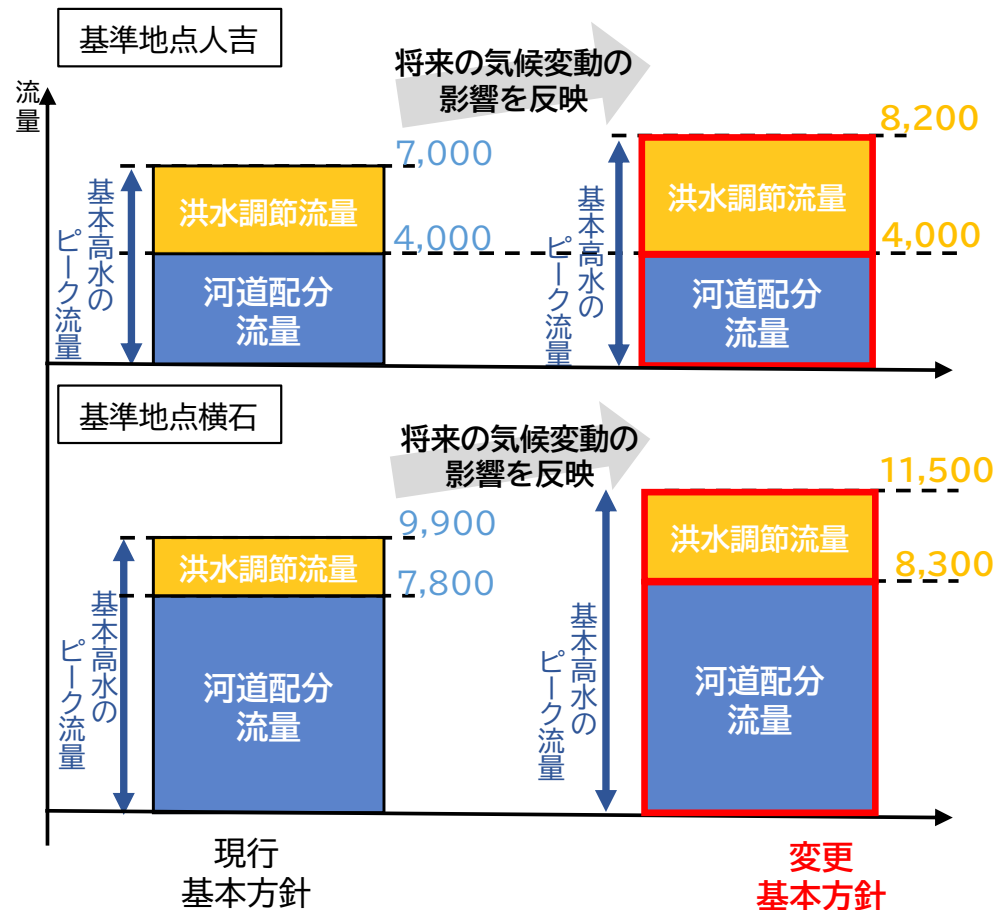 基準地点人吉
流量
将来の気候変動の
影響を反映
7,000
4,000
8,200
4,000
基本高水の
ピーク流量
洪水調節流量
河道配分
流量
基本高水の
ピーク流量
洪水調節流量
河道配分
流量
基準地点横石
将来の気候変動の
影響を反映
9,900
7,800
11,500
8,300
基本高水の
ピーク流量
洪水調節流量
河道配分
流量
基本高水の
ピーク流量
洪水調節流量
河道配分
流量
現行
基本方針
変更
基本方針